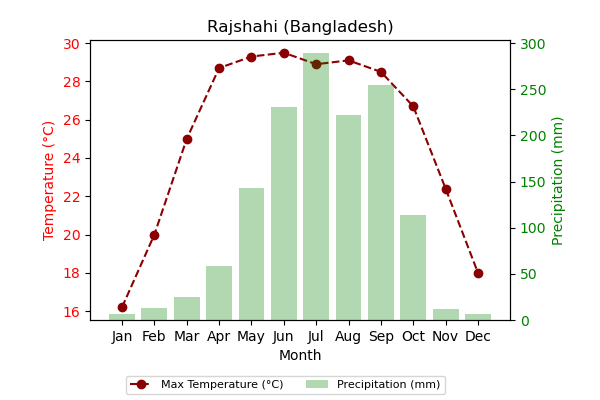 Rajshahi (Bangladesh)
30
28
26
24
22
20
18
16
Temperature (°C)
300
250
200
150
100
50
0
Precipitation (mm)
Jan Feb Mar Apr May Jun Jul Aug Sep Oct Nov Dec
Month
Max Temperature (°C) Precipitation (mm)